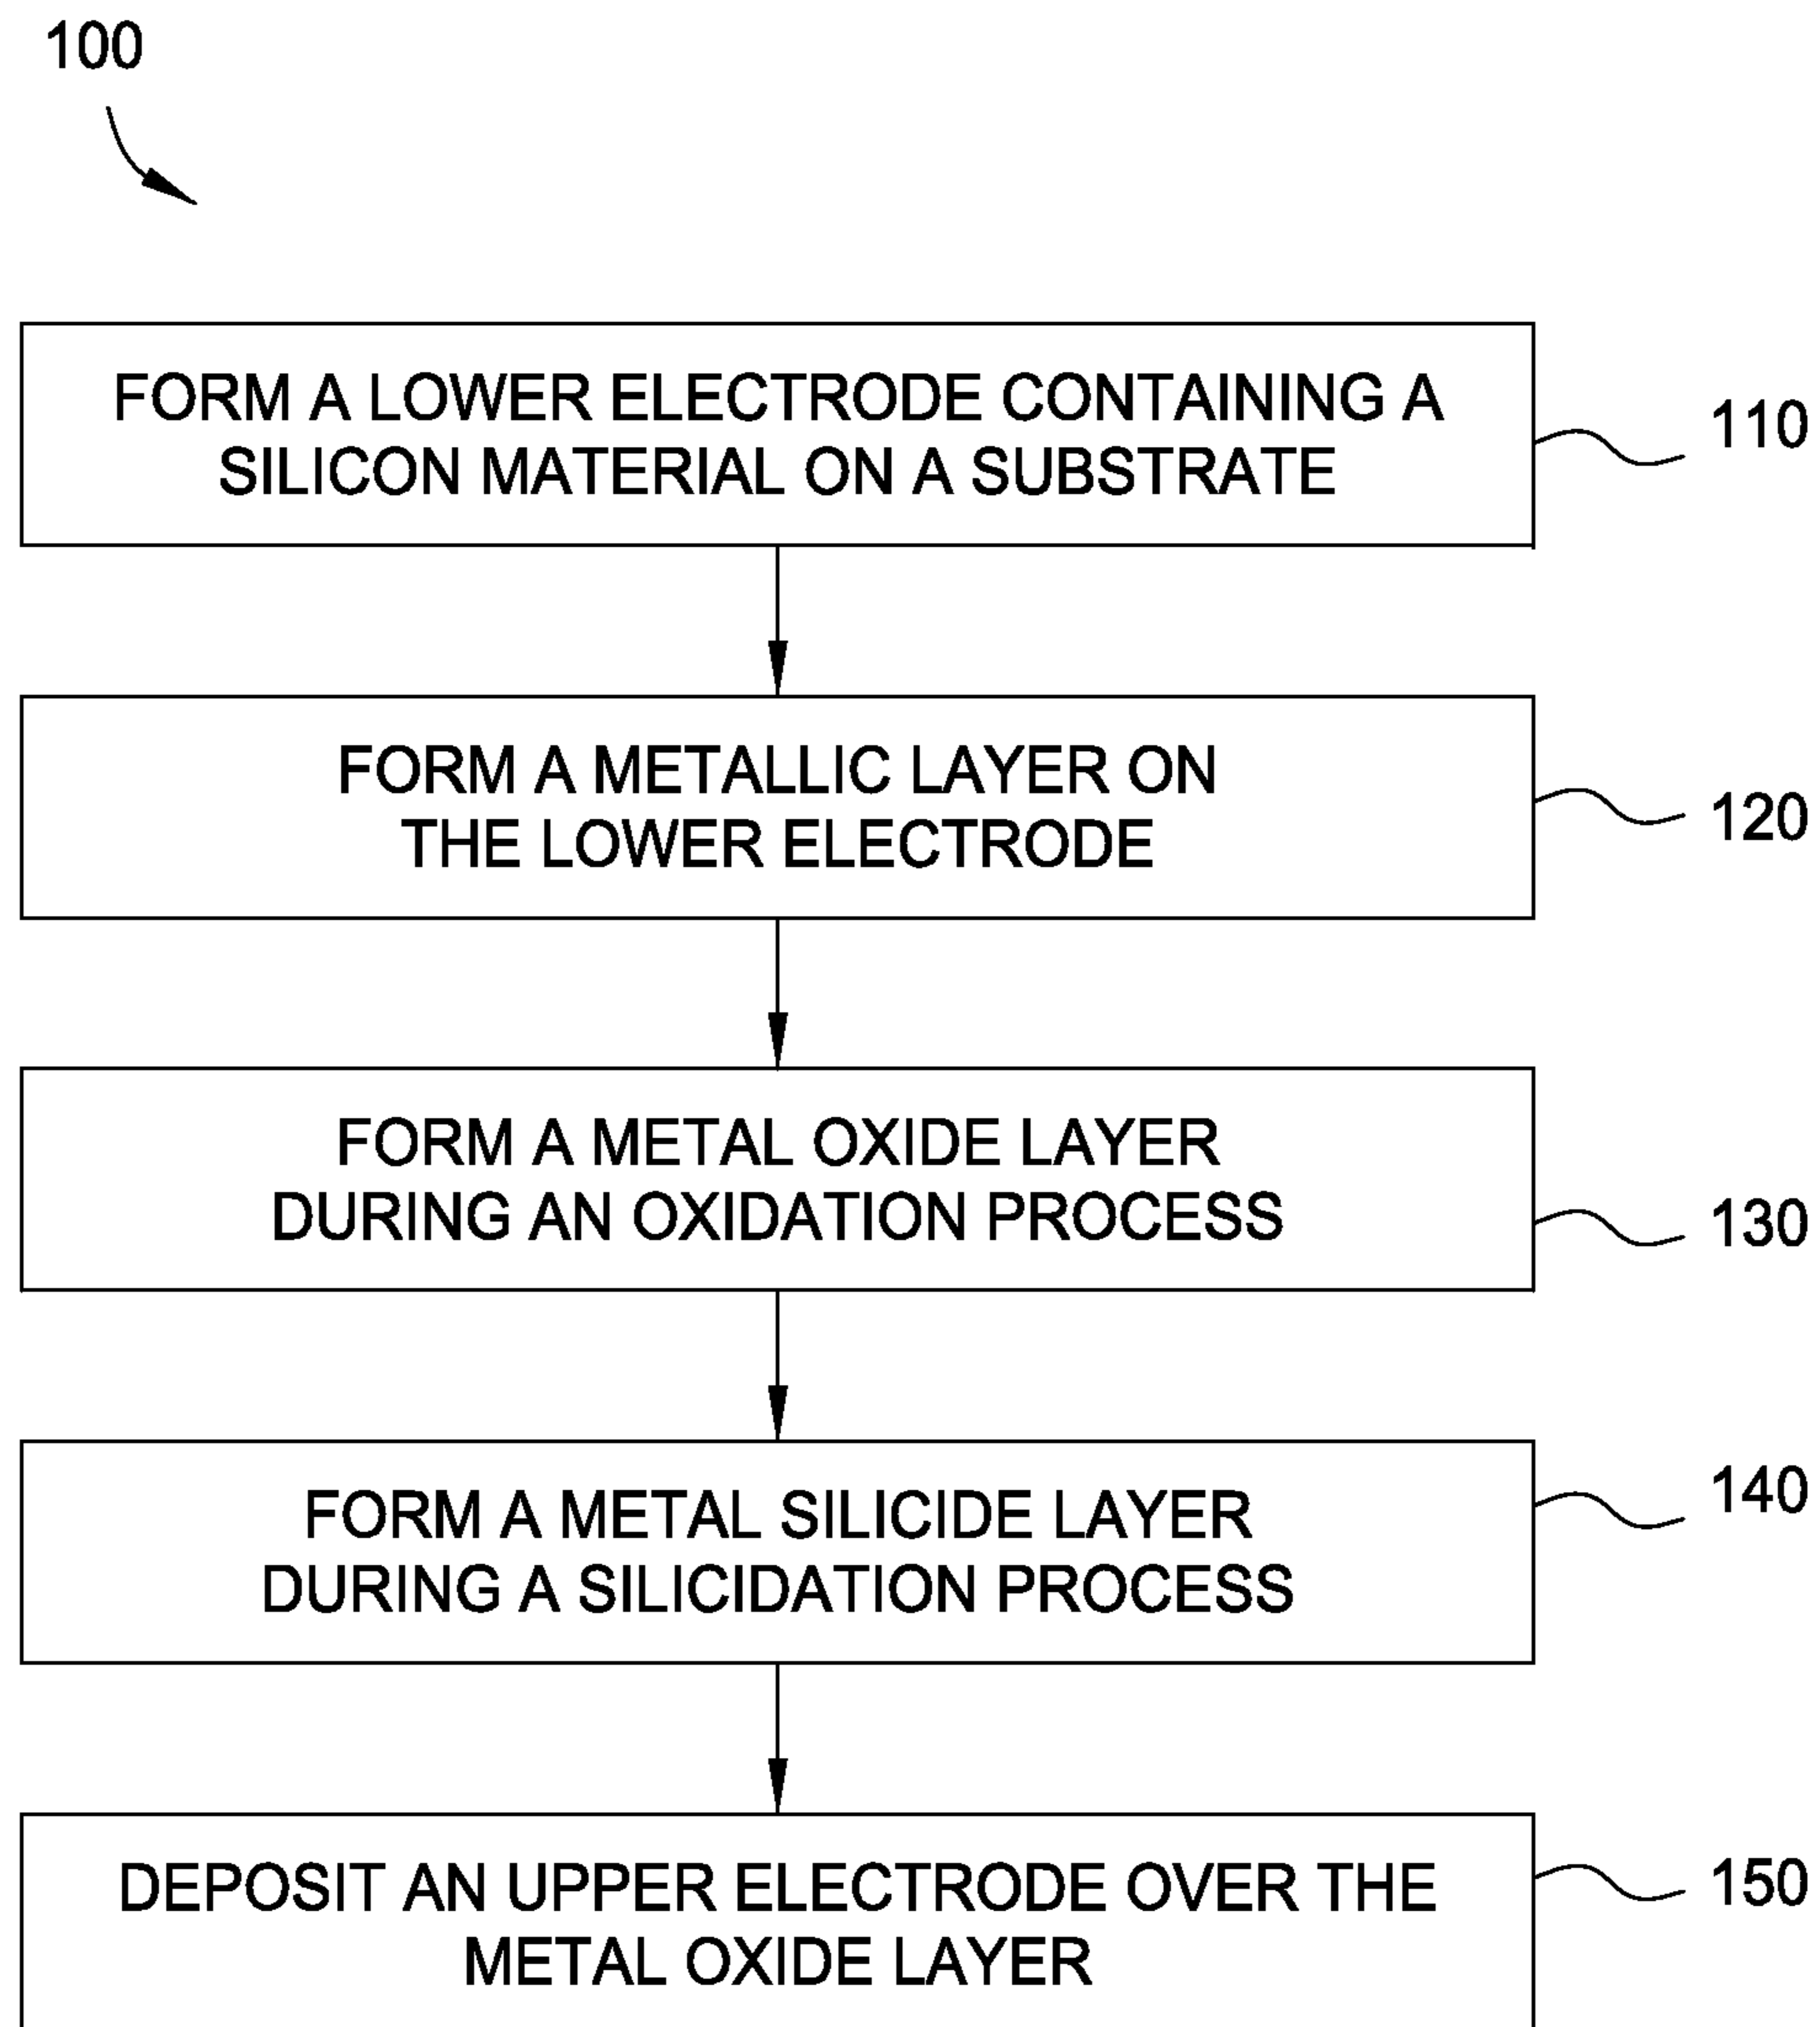 100
FORM A LOWER ELECTRODE CONTAINING A
SILICON MATERIAL ON A SUBSTRATE
110
FORM A METALLIC LAYER ON
THE LOWER ELECTRODE
120
FORM A METAL OXIDE LAYER
DURING AN OXIDATION PROCESS
130
FORM A METAL SILICIDE LAYER
DURING A SILICIDATION PROCESS
140
DEPOSIT AN UPPER ELECTRODE OVER THE
METAL OXIDE LAYER
150